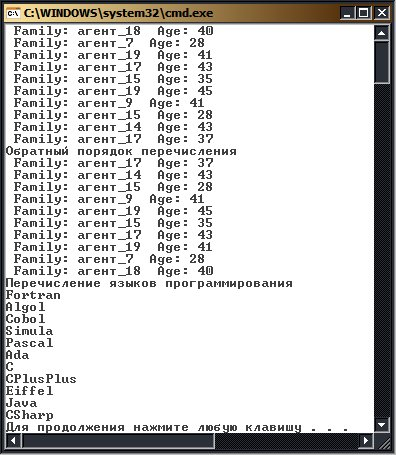 C:\WINDOWS\system32\cmd.exe
Family: агент_18 Age: 40
Family: агент_7 Age: 28
Family: агент_19 Age: 41
Family: агент_17 Age: 43
Family: агент_15 Age: 35
Family: агент_19 Age: 45
Family: агент_9 Age: 41
Family: агент_15 Age: 28
Family: агент_14 Age: 43
Family: агент_17 Age: 37
Обратный порядок перечисления
Family: агент_17 Age: 37
Family: агент_14 Age: 43
Family: агент_15 Age: 28
Family: агент_9 Age: 41
Family: агент_19 Age: 45
Family: агент_15 Age: 35
Family: агент_17 Age: 43
Family: агент_19 Age: 41
Family: агент_7 Age: 28
Family: агент_18 Age: 40
Перечисление языков программирования
Fortran
Algol
Cobol
Simula
Pascal
Ada
C
CPlusPlus
Eiffel
Java
CSharp
Для продолжения нажмите любую клавишу . . .